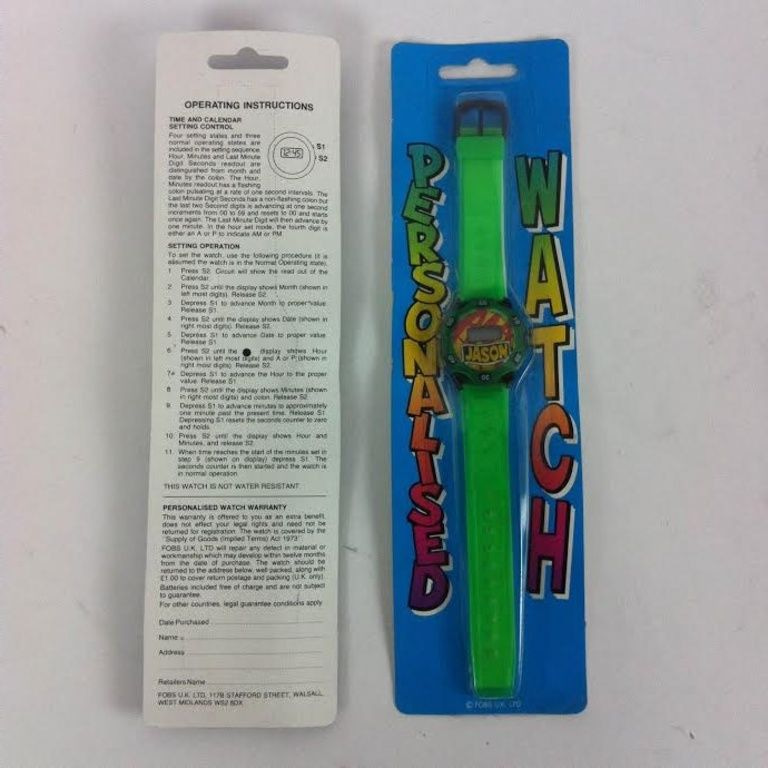 OPERATING INSTRUCTIONS
TIME AND CALENDAR
SETTING CONTROL
Four setting states and three
normal operating states are
included in the setting sequence.
Hour, Minutes and Last Minute
Digit Seconds readout are
distinguished from month and
date by the colon. The Hour,
Minutes readout has a flashing
colon pulsating at a rate of one second intervals. The
Last Minute Digit Seconds has a non-flashing colon but
the last two Second digits is advancing at one second
increments from 00 to 59 and resets to 00 and starts
once again. The Last Minute Digit will then advance by
one minute. In the hour set mode, the fourth digit is
either an A or P to indicate AM or PM.
12:45
S1
S2
SETTING OPERATION
To set the watch, use the following procedure (it is
assumed the watch is in the Normal Operating state).
1 Press S2. Circuit will show the read out of the
Calendar.
2 Press S2 until the display shows Month (shown in
left most digits). Release S2.
3 Depress S1 to advance Month to proper value.
Release S1.
4 Press S2 until the display shows Date (shown in
right most digits). Release S2.
5 Depress S1 to advance Date to proper value.
Release S1.
6 Press S2 until the display shows Hour
(shown in left most digits) and A or P (shown in
right most digits). Release S2.
7 Depress S1 to advance the Hour to the proper
value. Release S1.
8 Press S2 until the display shows Minutes (shown
in right most digits) and colon. Release S2.
9. Depress S1 to advance minutes to approximately
one minute past the present time. Release S1.
Depressing S1 resets the seconds counter to zero
and holds.
10. Press S2 until the display shows Hour and
Minutes, and release S2.
11. When time reaches the start of the minutes set in
step 9 (shown on display) depress S1. The
seconds counter is then started and the watch is
in normal operation.
THIS WATCH IS NOT WATER RESISTANT.
PERSONALISED WATCH WARRANTY
This warranty is offered to you as an extra benefit,
does not effect your legal rights and need not be
returned for registration. The watch is covered by the
"Supply of Goods (Implied Terms) Act 1973".
FOBS U.K. LTD will repair any defect in material or
workmanship which may develop within twelve months
from the date of purchase. The watch should be
returned to the address below, well packed, along with
£1.00 to cover return postage and packing (U.K. only).
Batteries included free of charge and are not subject
to guarantee.
For other countries, legal guarantee conditions apply.
Date Purchased
Name
Address
Retailers Name
FOBS U.K. LTD, 117B STAFFORD STREET, WALSALL,
WEST MIDLANDS WS2 8DX
PERSONALISED
WATCH
JASON
© FOBS U.K. LTD